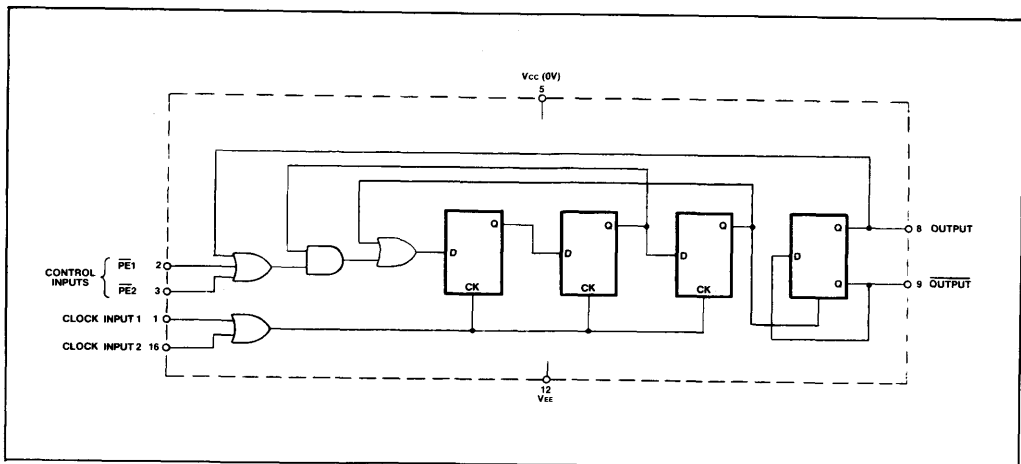 VCC (0V)
5
CONTROL
INPUTS
PE1 2
PE2 3
CLOCK INPUT 1 1
CLOCK INPUT 2 16
D
Q
CK
D
Q
CK
D
Q
CK
D
Q
Q
8 OUTPUT
9 OUTPUT
12
VEE